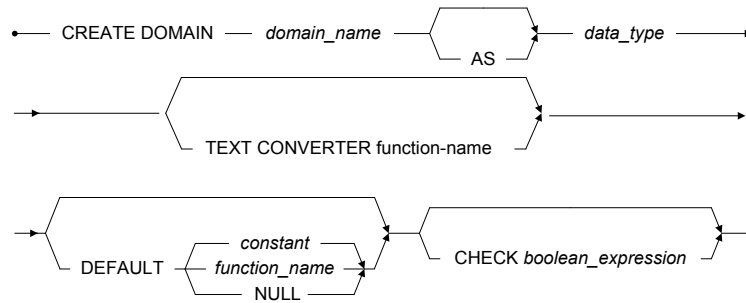 CREATE DOMAIN domain_name AS data_type
TEXT CONVERTER function-name
DEFAULT constant function_name NULL CHECK boolean_expression